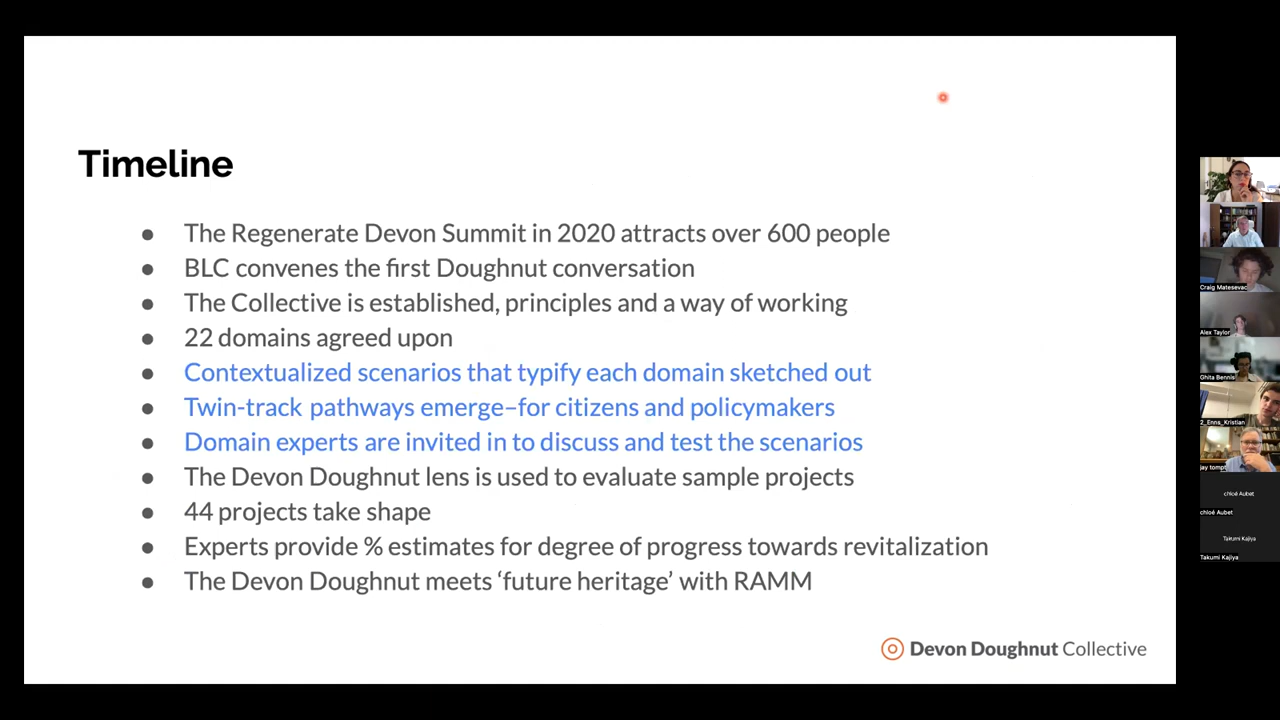 Timeline
● The Regenerate Devon Summit in 2020 attracts over 600 people
● BLC convenes the first Doughnut conversation
● The Collective is established, principles and a way of working
● 22 domains agreed upon
● Contextualized scenarios that typify each domain sketched out
● Twin-track pathways emerge–for citizens and policymakers
● Domain experts are invited in to discuss and test the scenarios
● The Devon Doughnut lens is used to evaluate sample projects
● 44 projects take shape
● Experts provide % estimates for degree of progress towards revitalization
● The Devon Doughnut meets ‘future heritage’ with RAMM
Devon Doughnut Collective
Craig Matesevac
Alex Taylor
Ghita Bennis
2_Enns_Kristian
jay tompt
chloé Aubet
chloé Aubet
Takumi Kajiya
Takumi Kajiya